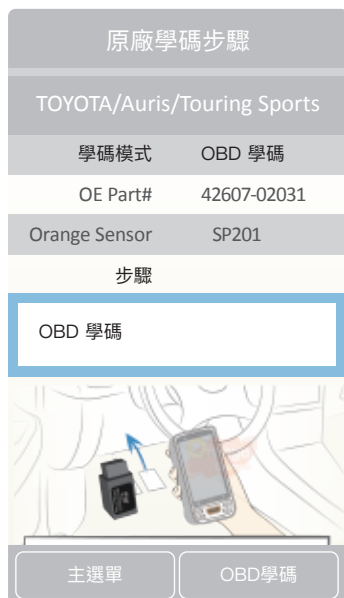 原廠學碼步驟
TOYOTA/Auris/Touring Sports
學碼模式 OBD 學碼
OE Part# 42607-02031
Orange Sensor SP201
步驟
OBD 學碼
主選單 OBD學碼